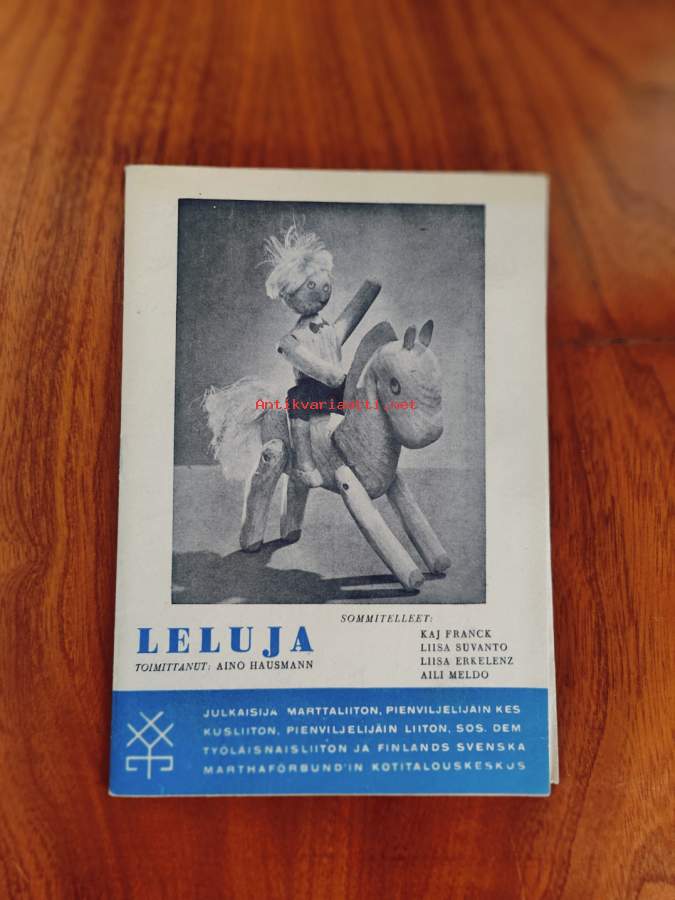 Antikvariaatti.net
SOMMITELLEET:
LELUJA
TOIMITTANUT: AINO HAUSMANN
KAJ FRANCK
LIISA SUVANTO
LIISA ERKELENZ
AILI MELDO
JULKAISIJA MARTTALIITON, PIENVILJELIJÄIN KES
KUSLIITON, PIENVILJELIJÄIN LIITON, SOS. DEM
TYÖLÄISNAISLIITON JA FINLANDS SVENSKA
MARTHAFÖRBUND'IN KOTITALOUSKESKUS